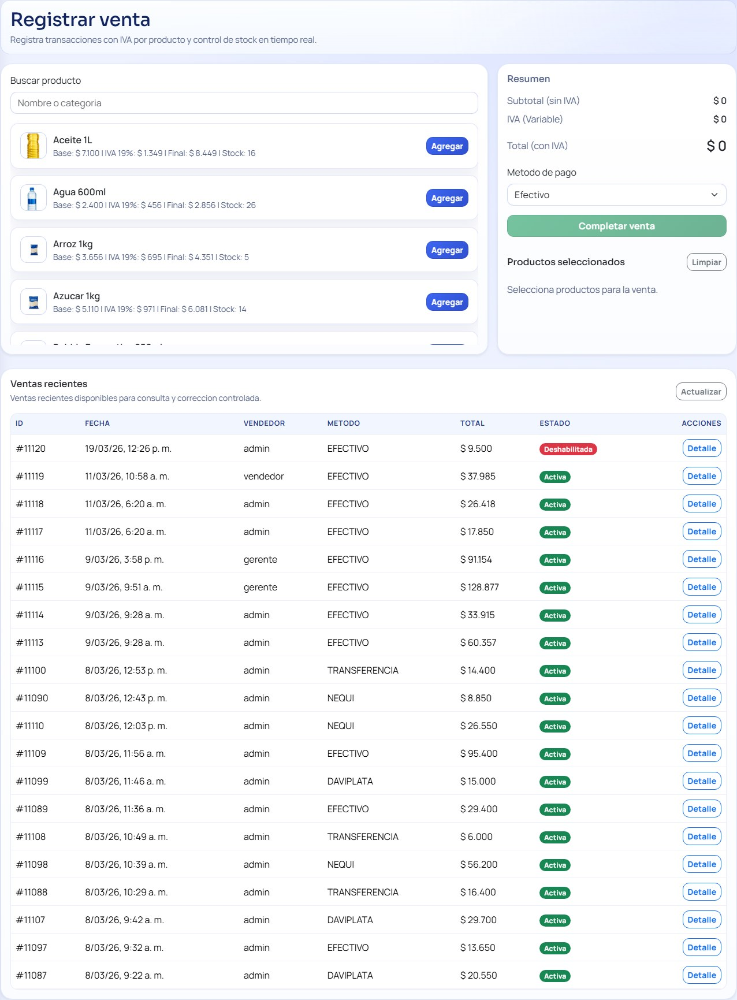 Registrar venta
Registra transacciones con IVA por producto y control de stock en tiempo real.
Buscar producto
Nombre o categoria
Aceite 1L
Base: $ 7.100 | IVA 19%: $ 1.349 | Final: $ 8.449 | Stock: 16
Agregar
Agua 600ml
Base: $ 2.400 | IVA 19%: $ 456 | Final: $ 2.856 | Stock: 26
Agregar
Arroz 1kg
Base: $ 3.656 | IVA 19%: $ 695 | Final: $ 4.351 | Stock: 5
Agregar
Azucar 1kg
Base: $ 5.110 | IVA 19%: $ 971 | Final: $ 6.081 | Stock: 14
Agregar
Resumen
Subtotal (sin IVA) $ 0
IVA (Variable) $ 0
Total (con IVA) $ 0
Metodo de pago
Efectivo
Completar venta
Productos seleccionados Limpiar
Selecciona productos para la venta.
Ventas recientes
Ventas recientes disponibles para consulta y correccion controlada.
Actualizar
ID FECHA VENDEDOR METODO TOTAL ESTADO ACCIONES
#11120 19/03/26, 12:26 p. m. admin EFECTIVO $ 9.500 Deshabilitada Detalle
#11119 11/03/26, 10:58 a. m. vendedor EFECTIVO $ 37.985 Activa Detalle
#11118 11/03/26, 6:20 a. m. admin EFECTIVO $ 26.418 Activa Detalle
#11117 11/03/26, 6:20 a. m. admin EFECTIVO $ 17.850 Activa Detalle
#11116 9/03/26, 3:58 p. m. gerente EFECTIVO $ 91.154 Activa Detalle
#11115 9/03/26, 9:51 a. m. gerente EFECTIVO $ 128.877 Activa Detalle
#11114 9/03/26, 9:28 a. m. admin EFECTIVO $ 33.915 Activa Detalle
#11113 9/03/26, 9:28 a. m. admin EFECTIVO $ 60.357 Activa Detalle
#11100 8/03/26, 12:53 p. m. admin TRANSFERENCIA $ 14.400 Activa Detalle
#11090 8/03/26, 12:43 p. m. admin NEQUI $ 8.850 Activa Detalle
#11110 8/03/26, 12:03 p. m. admin NEQUI $ 26.550 Activa Detalle
#11109 8/03/26, 11:56 a. m. admin EFECTIVO $ 95.400 Activa Detalle
#11099 8/03/26, 11:46 a. m. admin DAVIPLATA $ 15.000 Activa Detalle
#11089 8/03/26, 11:36 a. m. admin EFECTIVO $ 29.400 Activa Detalle
#11108 8/03/26, 10:49 a. m. admin TRANSFERENCIA $ 6.000 Activa Detalle
#11098 8/03/26, 10:39 a. m. admin NEQUI $ 56.200 Activa Detalle
#11088 8/03/26, 10:29 a. m. admin TRANSFERENCIA $ 16.400 Activa Detalle
#11107 8/03/26, 9:42 a. m. admin DAVIPLATA $ 29.700 Activa Detalle
#11097 8/03/26, 9:32 a. m. admin EFECTIVO $ 13.650 Activa Detalle
#11087 8/03/26, 9:22 a. m. admin DAVIPLATA $ 20.550 Activa Detalle